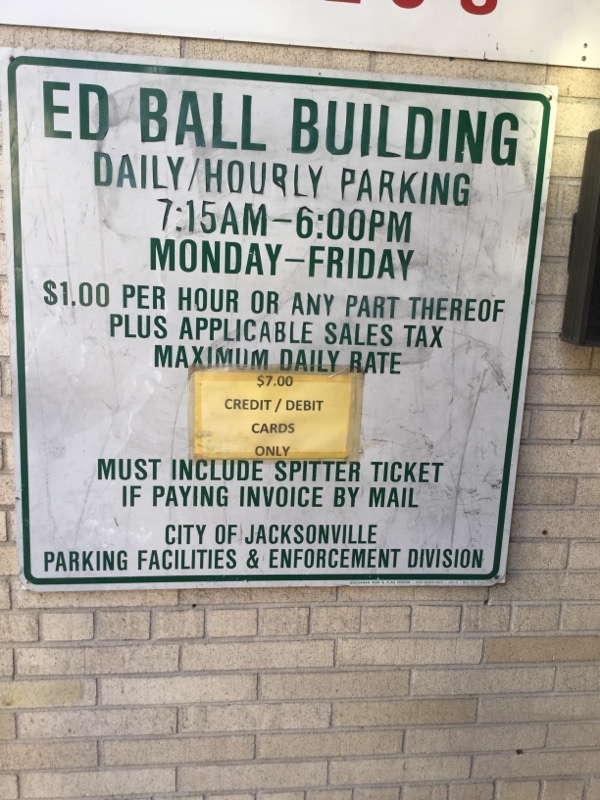 ED BALL BUILDING
DAILY/HOURLY PARKING
7:15AM-6:00PM
MONDAY-FRIDAY
$1.00 PER HOUR OR ANY PART THEREOF
PLUS APPLICABLE SALES TAX
MAXIMUM DAILY RATE
$7.00
CREDIT / DEBIT
CARDS
ONLY
MUST INCLUDE SPITTER TICKET
IF PAYING INVOICE BY MAIL
CITY OF JACKSONVILLE
PARKING FACILITIES & ENFORCEMENT DIVISION